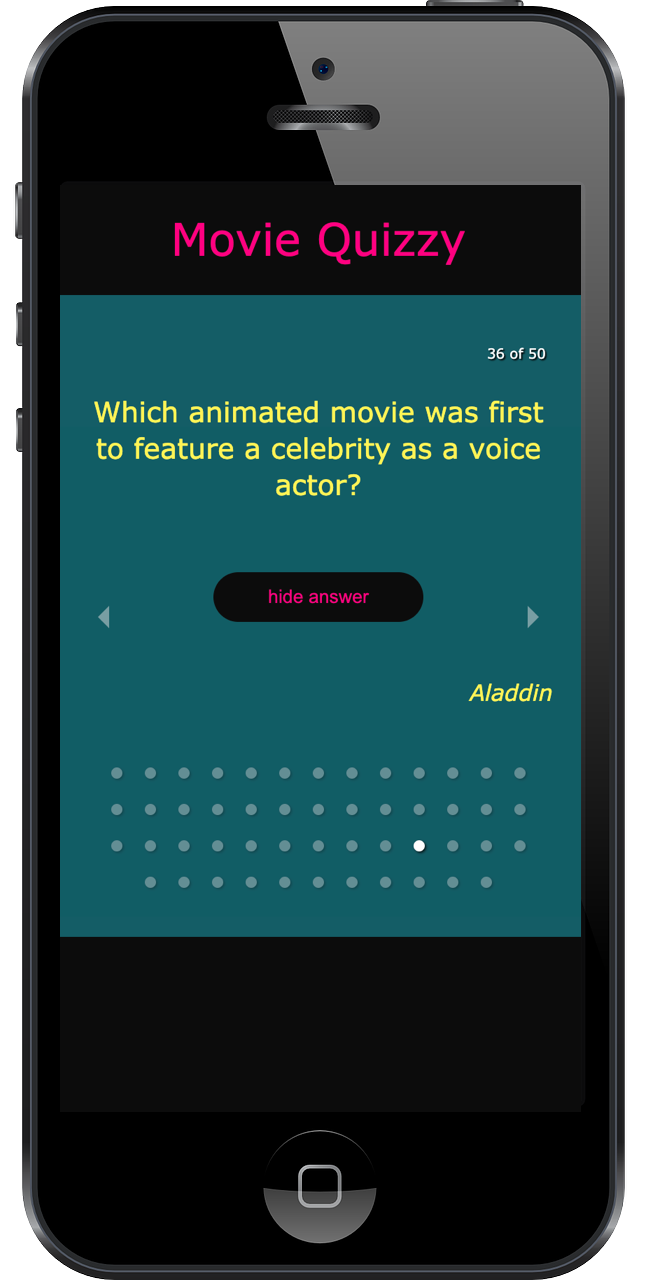 Movie Quizzy
36 of 50
Which animated movie was first
to feature a celebrity as a voice
actor?
hide answer
Aladdin